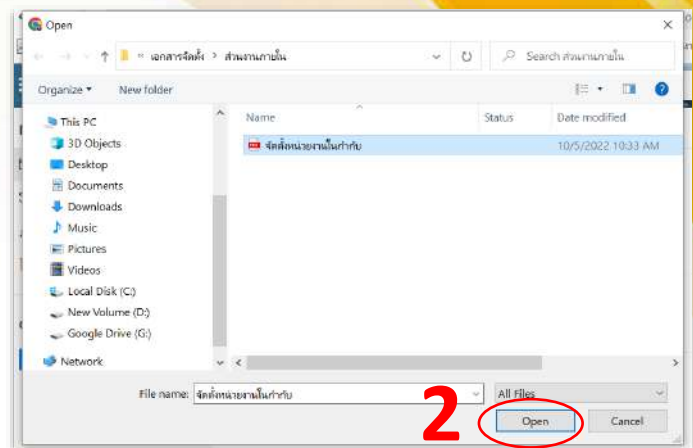 Open
« เอกสารจัดตั้ง > ส่วนงานภายใน
Search ส่วนงานภายใน
Organize
New folder
Name
Status
Date modified
This PC
3D Objects
Desktop
Documents
Downloads
Music
Pictures
Videos
Local Disk (C:)
New Volume (D:)
Google Drive (G:)
Network
จัดตั้งหน่วยงานในกำกับ
10/5/2022 10:33 AM
File name: จัดตั้งหน่วยงานในกำกับ
All Files
2
Open
Cancel